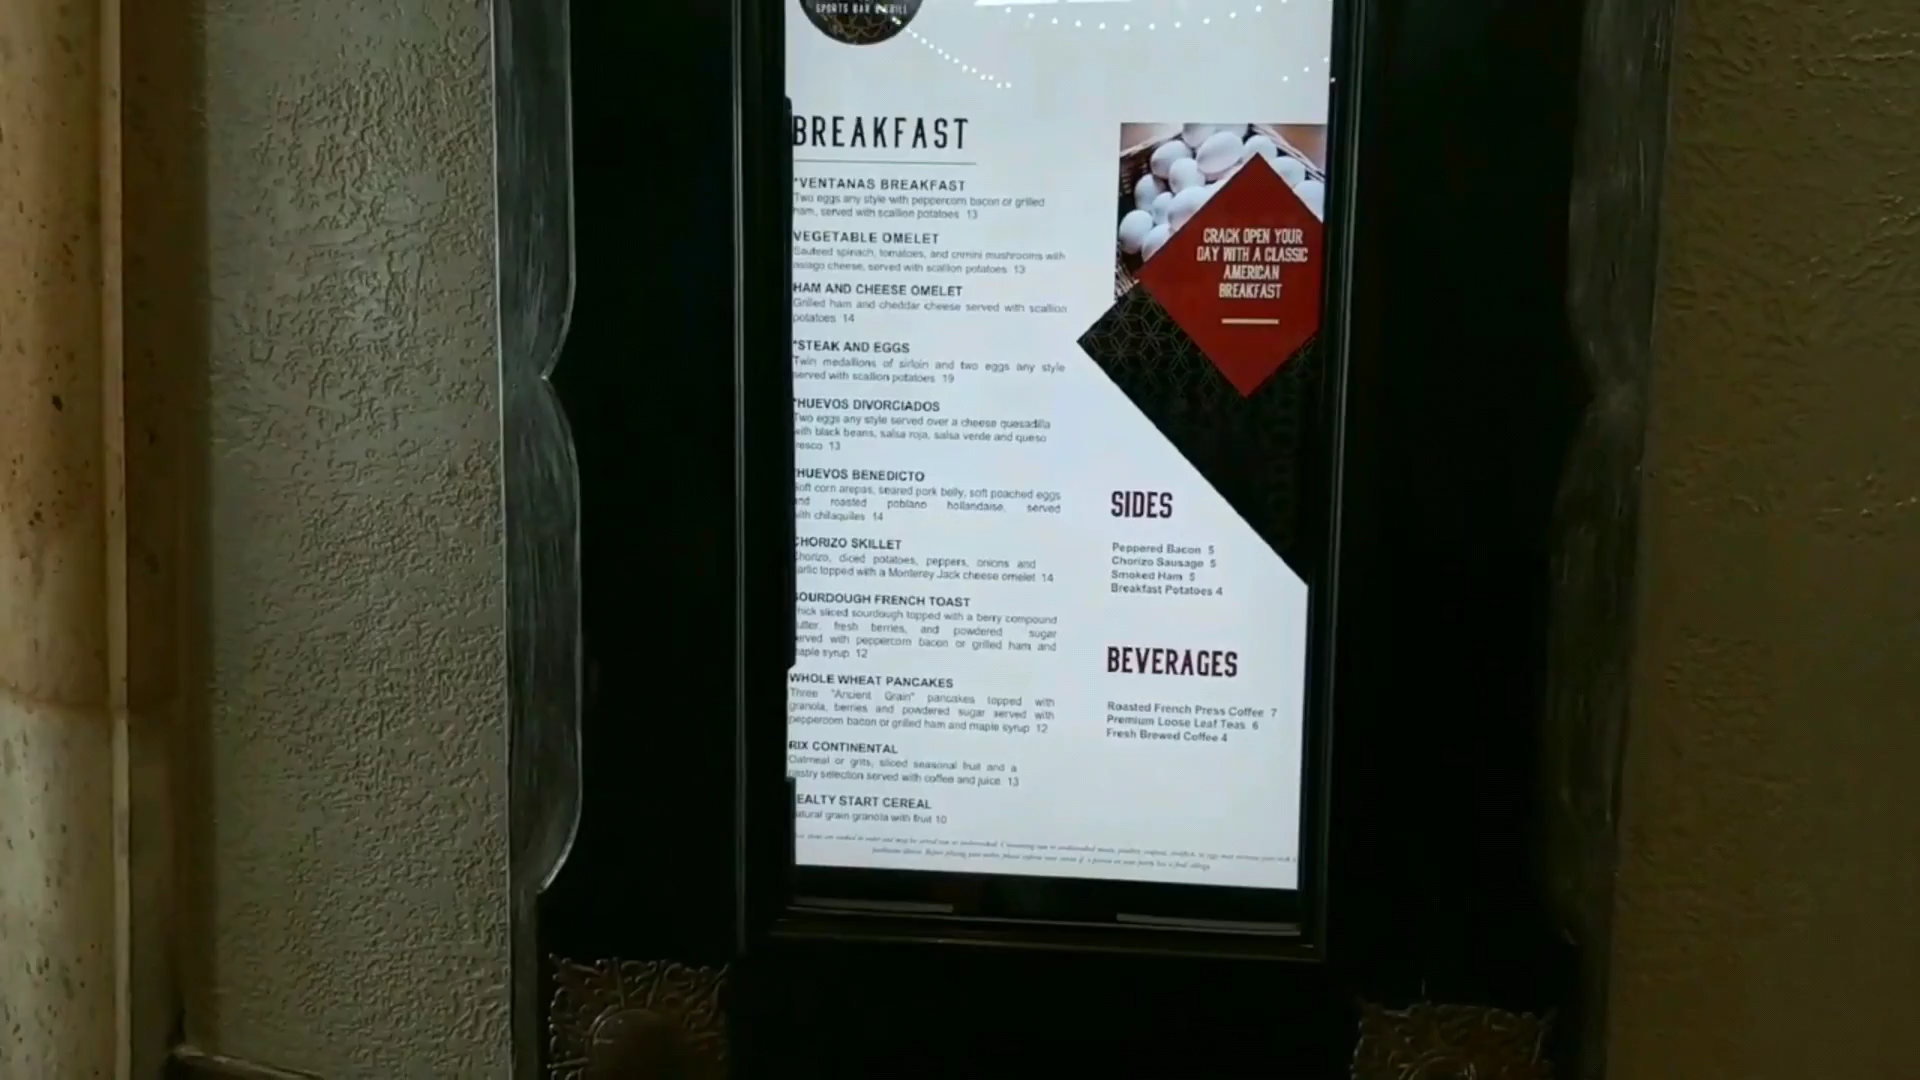 SPORTS BAR & GRILL
BREAKFAST
*VENTANAS BREAKFAST
Two eggs any style with peppercorn bacon or grilled
ham, served with scallion potatoes 13
VEGETABLE OMELET
Sauteed spinach, tomatoes, and crimini mushrooms with
asiago cheese, served with scallion potatoes 13
HAM AND CHEESE OMELET
Grilled ham and cheddar cheese served with scallion
potatoes 14
*STEAK AND EGGS
Twin medallions of sirloin and two eggs any style
served with scallion potatoes 19
*HUEVOS DIVORCIADOS
Two eggs any style served over a cheese quesadilla
with black beans, salsa roja, salsa verde and queso
fresco 13
*HUEVOS BENEDICTO
Soft corn arepas, seared pork belly, soft poached eggs
and roasted poblano hollandaise, served
with chilaquiles 14
CHORIZO SKILLET
Chorizo, diced potatoes, peppers, onions and
garlic topped with a Monterey Jack cheese omelet 14
SOURDOUGH FRENCH TOAST
Thick sliced sourdough topped with a berry compound
butter, fresh berries, and powdered sugar
served with peppercorn bacon or grilled ham and
maple syrup 12
WHOLE WHEAT PANCAKES
Three "Ancient Grain" pancakes topped with
granola, berries and powdered sugar served with
peppercorn bacon or grilled ham and maple syrup 12
RIX CONTINENTAL
Oatmeal or grits, sliced seasonal fruit and a
pastry selection served with coffee and juice 13
EALTY START CEREAL
natural grain granola with fruit 10
CRACK OPEN YOUR
DAY WITH A CLASSIC
AMERICAN
BREAKFAST
SIDES
Peppered Bacon 5
Chorizo Sausage 5
Smoked Ham 5
Breakfast Potatoes 4
BEVERAGES
Roasted French Press Coffee 7
Premium Loose Leaf Teas 6
Fresh Brewed Coffee 4